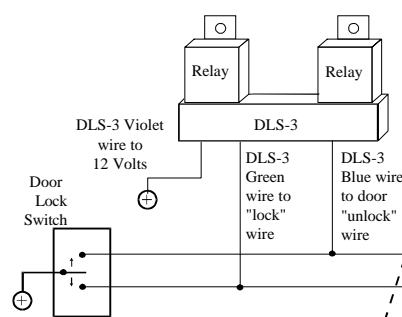 Relay
Relay
DLS-3
DLS-3 Violet
wire to
12 Volts
DLS-3
Green
wire to
"lock"
wire
DLS-3
Blue wire
to door
"unlock"
wire
Door
Lock
Switch